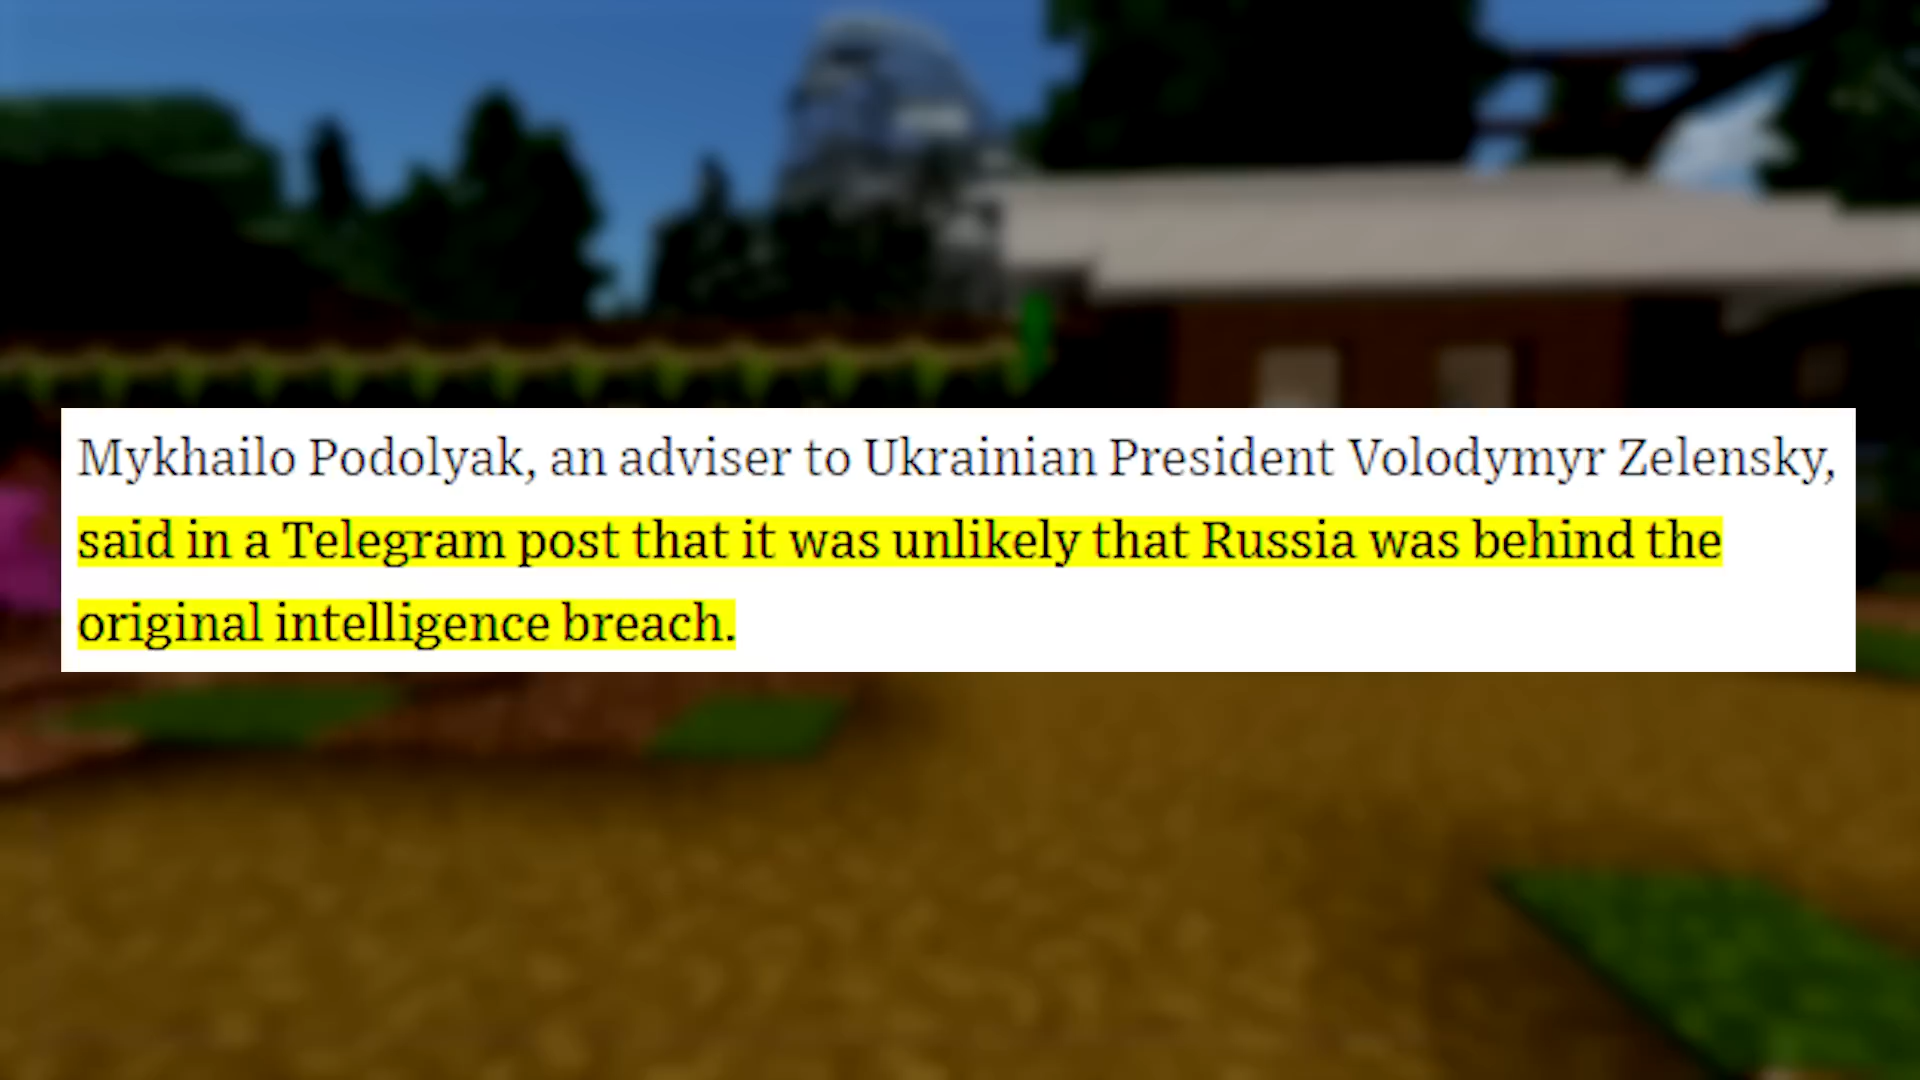 Mykhailo Podolyak, an adviser to Ukrainian President Volodymyr Zelensky,
said in a Telegram post that it was unlikely that Russia was behind the
original intelligence breach.